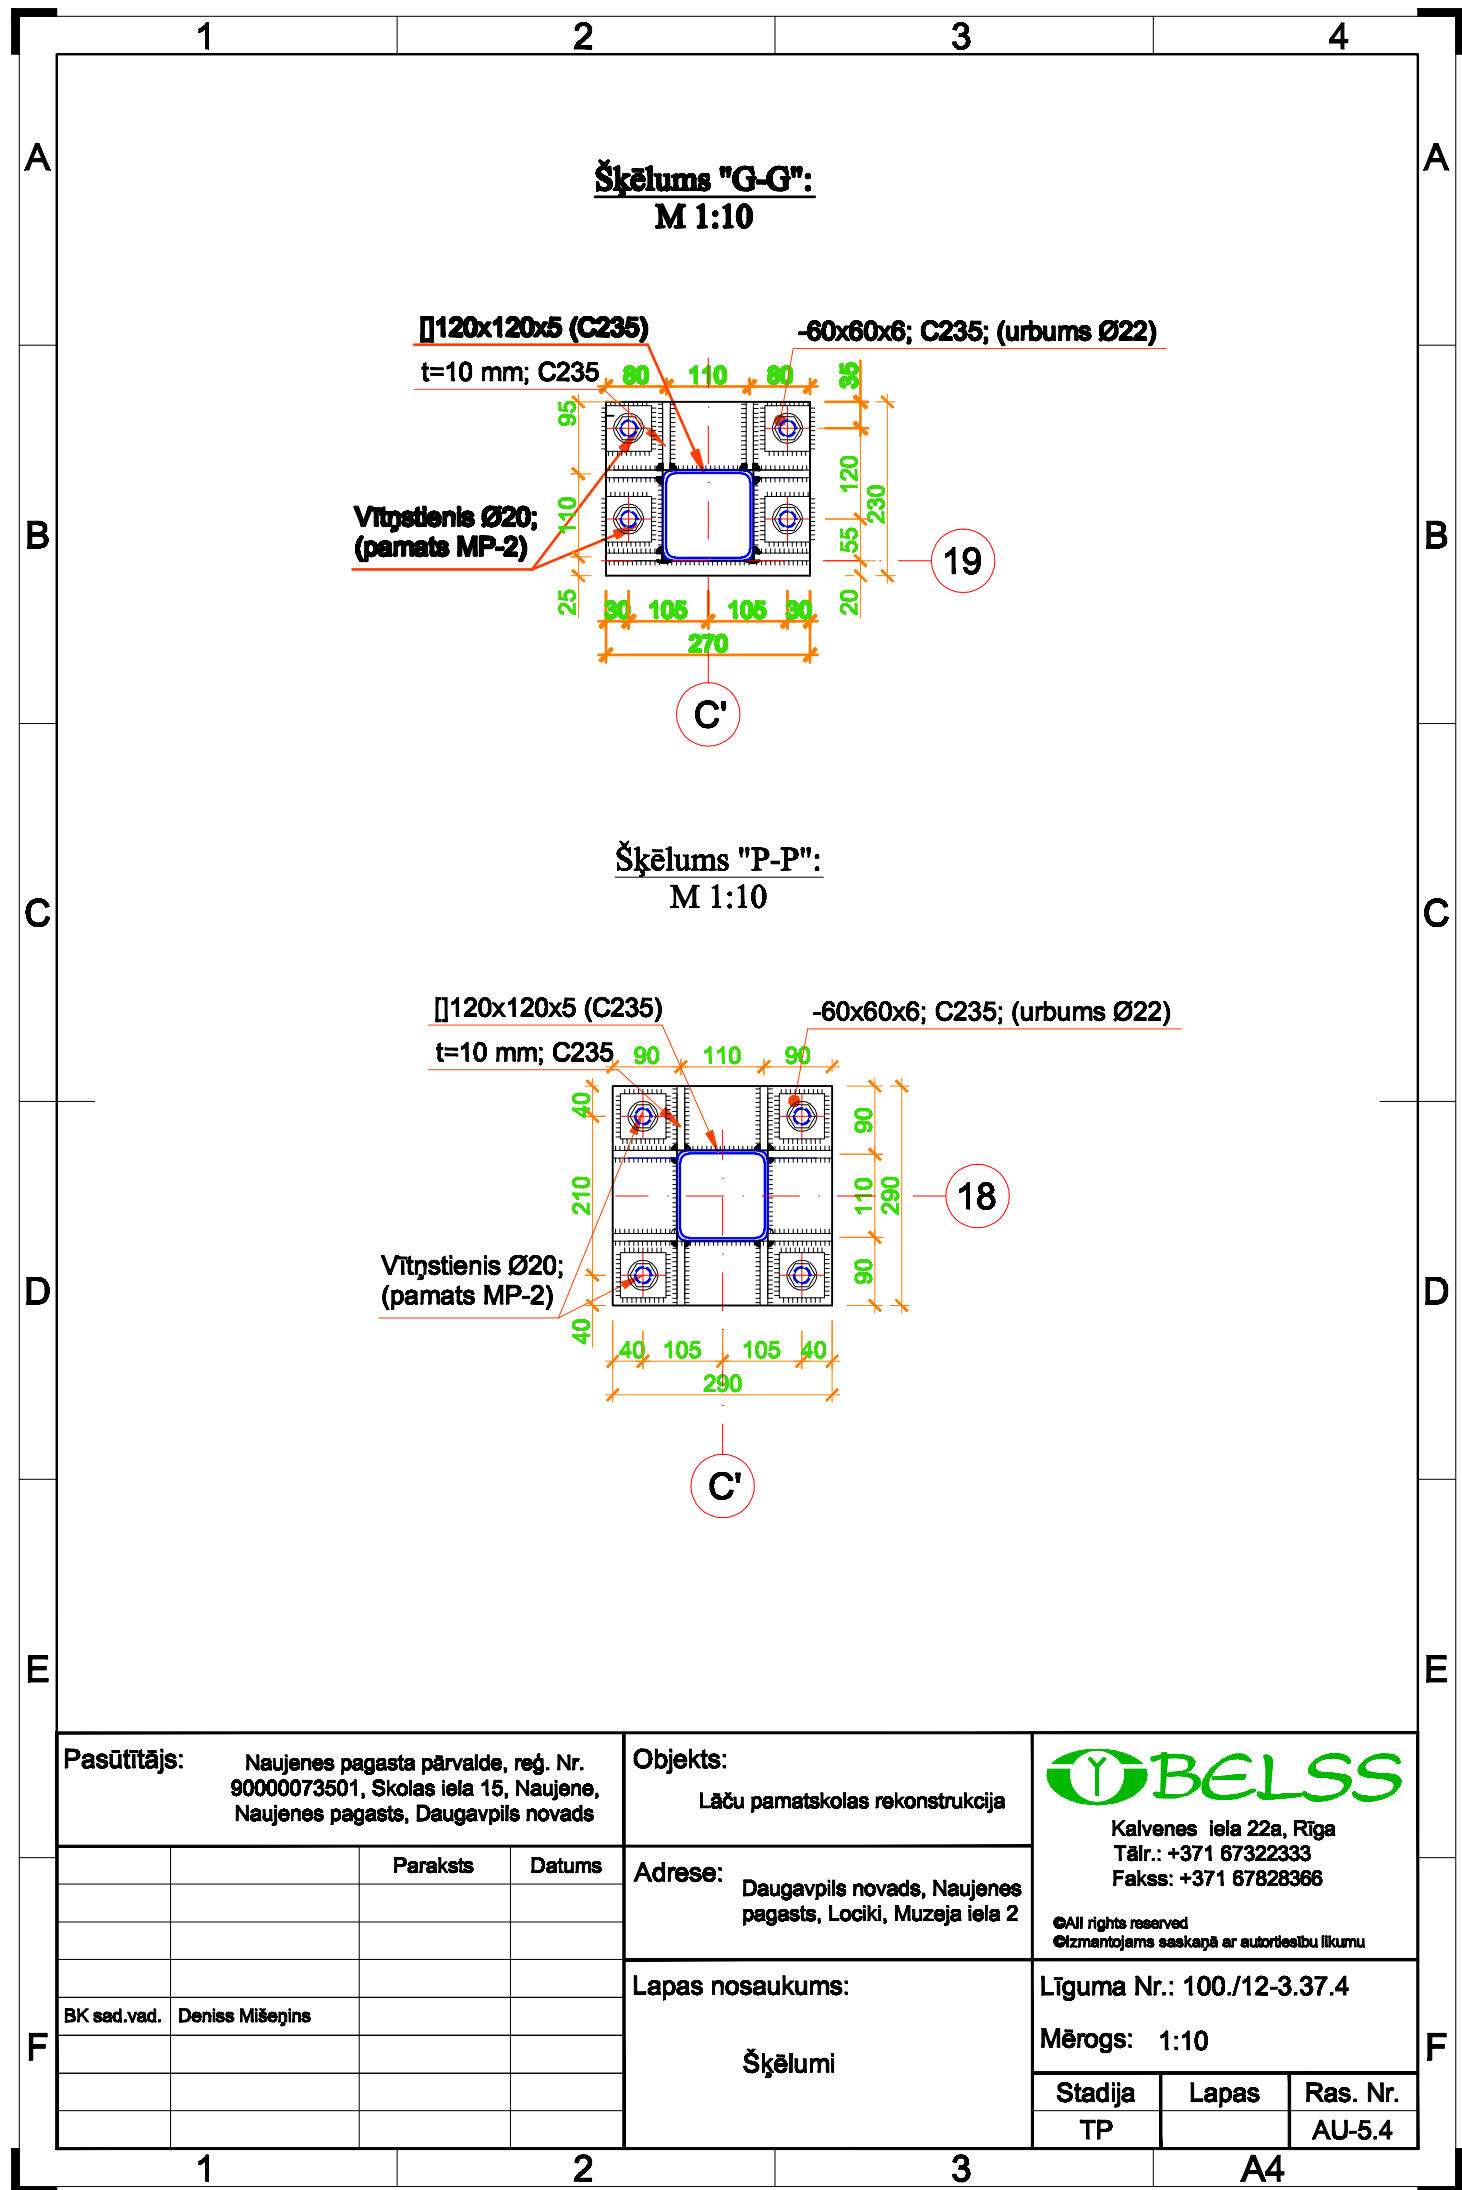 1 2 3 4
A A
Šķēlums "G-G":
M 1:10
[]120x120x5 (C235)
-60x60x6; C235; (urbums Ø22)
t=10 mm; C235
80 110 80
35
95
120
230
110
55
Vītņstienis Ø20;
(pamats MP-2)
B B
19
25
20
30 105 105 30
270
C'
Šķēlums "P-P":
M 1:10
C C
[]120x120x5 (C235)
-60x60x6; C235; (urbums Ø22)
t=10 mm; C235
90 110 90
40
90
210
110
290
18
Vītņstienis Ø20;
(pamats MP-2)
90
D D
40
40 105 105 40
290
C'
E E
Pasūtītājs:
Naujenes pagasta pārvalde, reģ. Nr.
90000073501, Skolas iela 15, Naujene,
Naujenes pagasts, Daugavpils novads
Objekts:
Lāču pamatskolas rekonstrukcija
BELSS
Kalvenes iela 22a, Rīga
Tālr.: +371 67322333
Fakss: +371 67828366
©All rights reserved
©Izmantojams saskaņā ar autortiesību likumu
Paraksts Datums
Adrese:
Daugavpils novads, Naujenes
pagasts, Lociki, Muzeja iela 2
BK sad.vad. Deniss Mišeņins
Lapas nosaukums:
Šķēlumi
Līguma Nr.: 100./12-3.37.4
Mērogs: 1:10
Stadija Lapas Ras. Nr.
TP AU-5.4
F F
1 2 3 A4